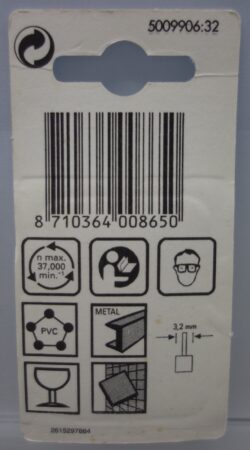 5009906:32
8 710364 008650
n max.
37,000
min.⁻¹
PVC
METAL
3,2 mm
2615297864